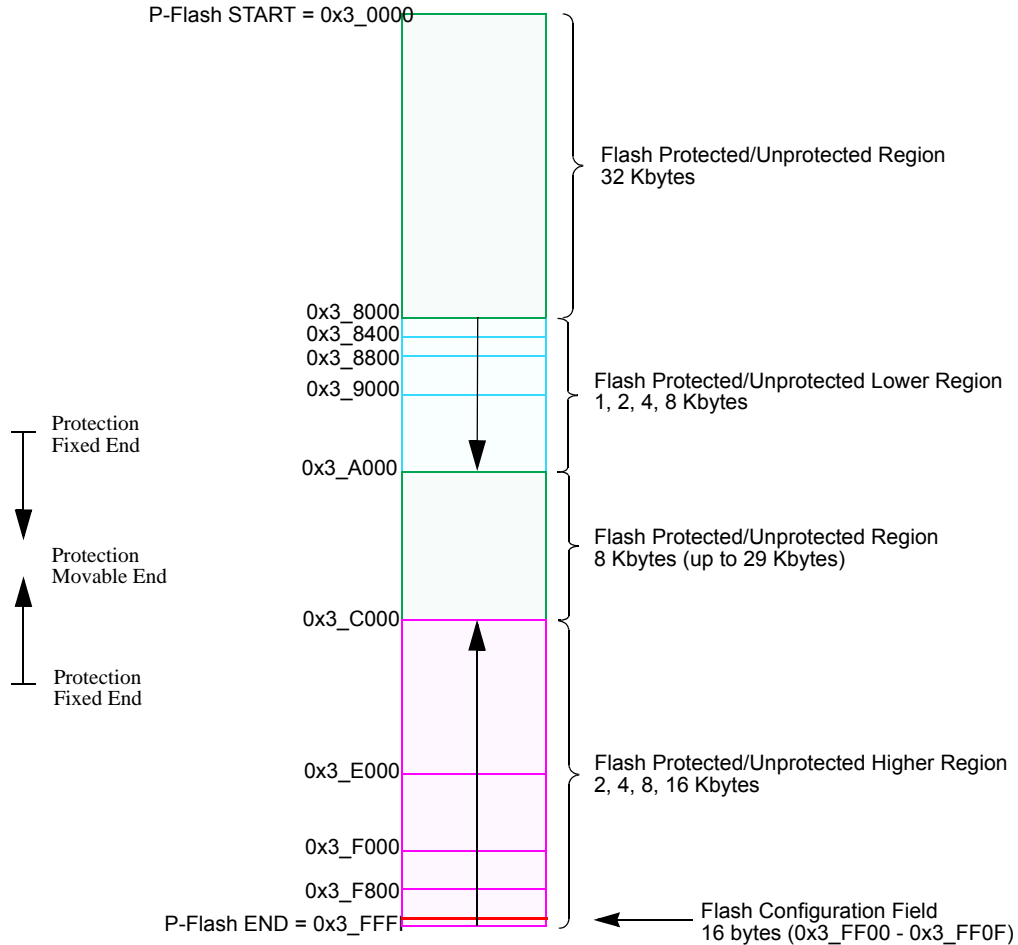 P-Flash START = 0x3_0000
Flash Protected/Unprotected Region
32 Kbytes
0x3_8000
0x3_8400
0x3_8800
0x3_9000
Flash Protected/Unprotected Lower Region
1, 2, 4, 8 Kbytes
Protection
Fixed End
0x3_A000
Flash Protected/Unprotected Region
8 Kbytes (up to 29 Kbytes)
Protection
Movable End
0x3_C000
Protection
Fixed End
Flash Protected/Unprotected Higher Region
2, 4, 8, 16 Kbytes
0x3_E000
0x3_F000
0x3_F800
P-Flash END = 0x3_FFF
Flash Configuration Field
16 bytes (0x3_FF00 - 0x3_FF0F)